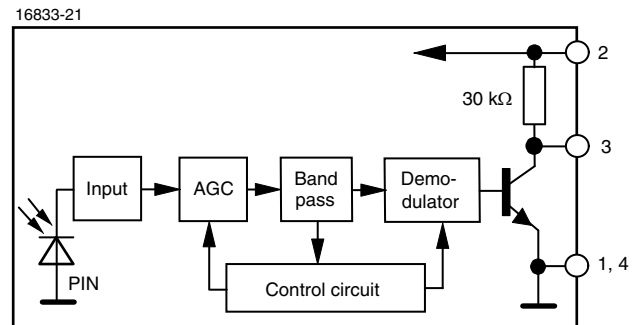 16833-21
2
30 kΩ
3
Input
AGC
Band
pass
Demo-
dulator
PIN
Control circuit
1, 4